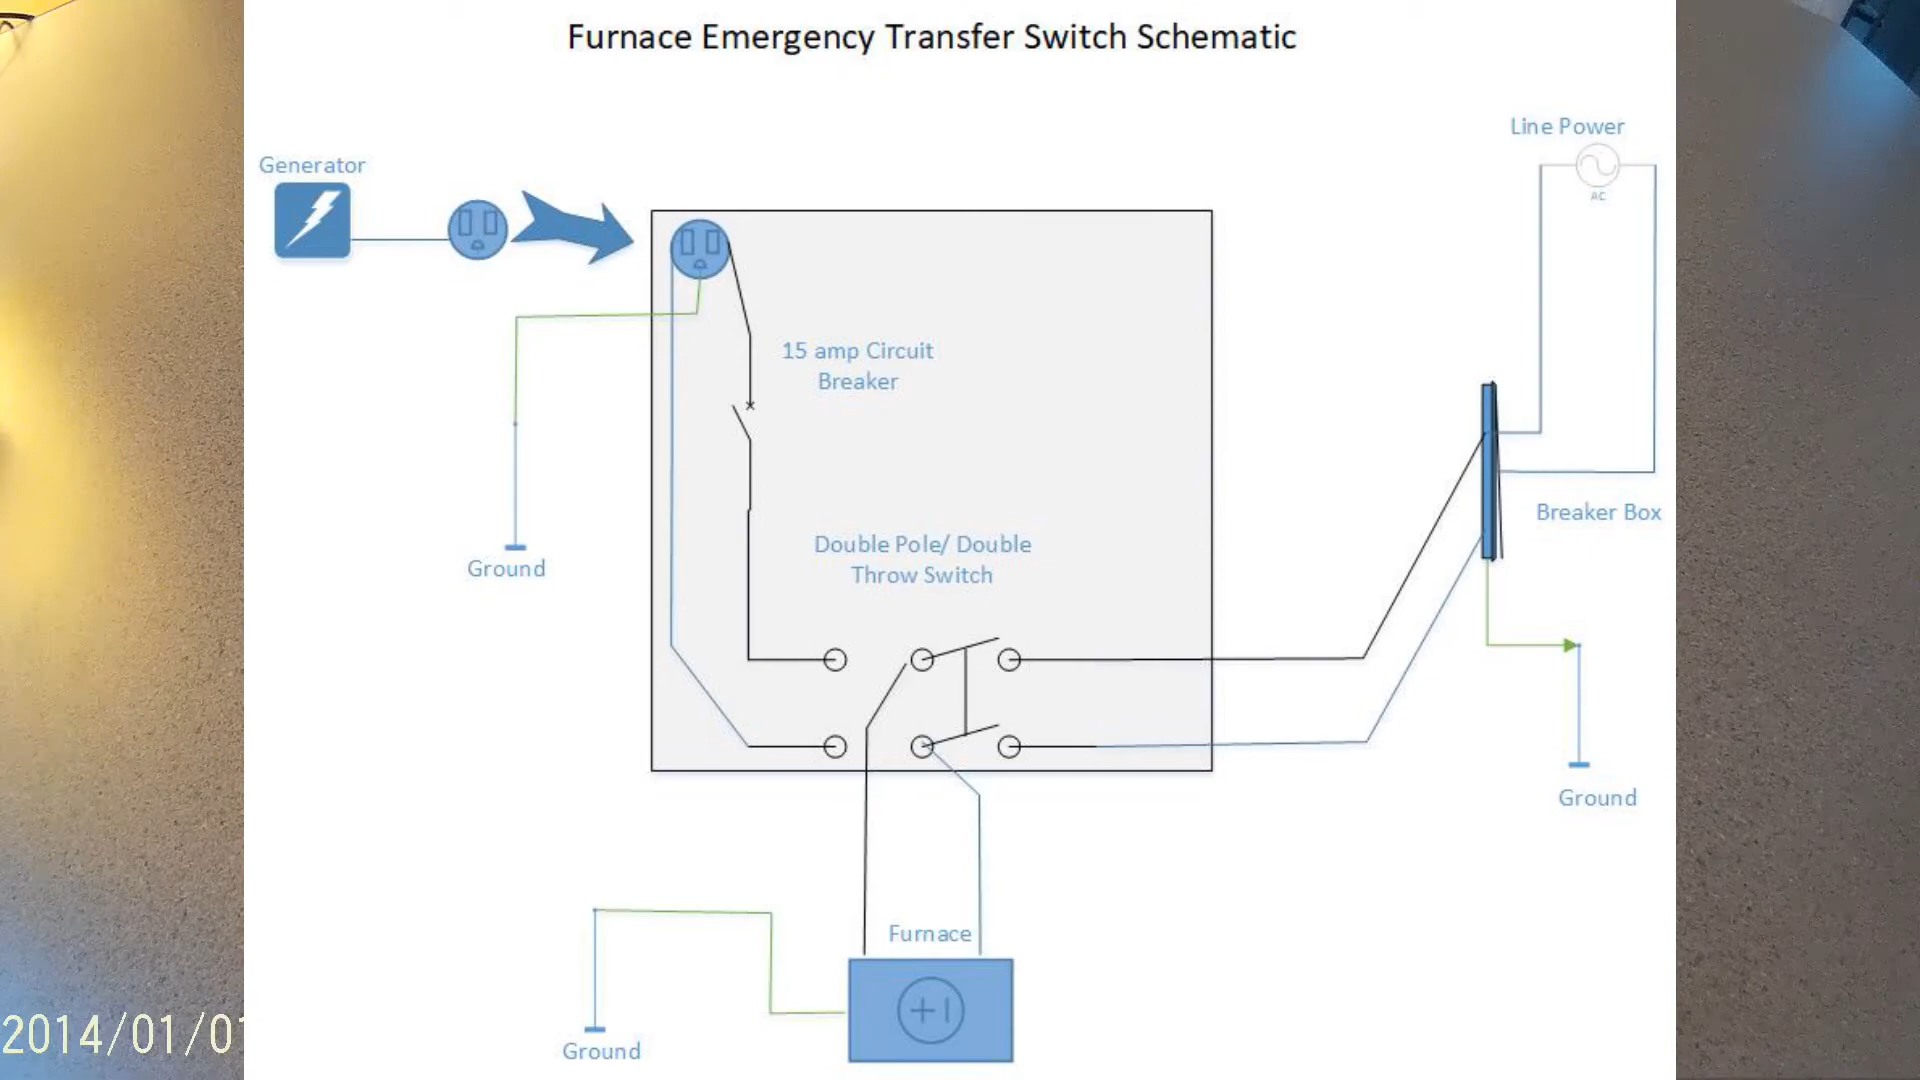 Furnace Emergency Transfer Switch Schematic
Line Power
Generator
AC
15 amp Circuit
Breaker
Breaker Box
Double Pole/ Double
Throw Switch
Ground
Ground
Furnace
Ground
2014/01/01